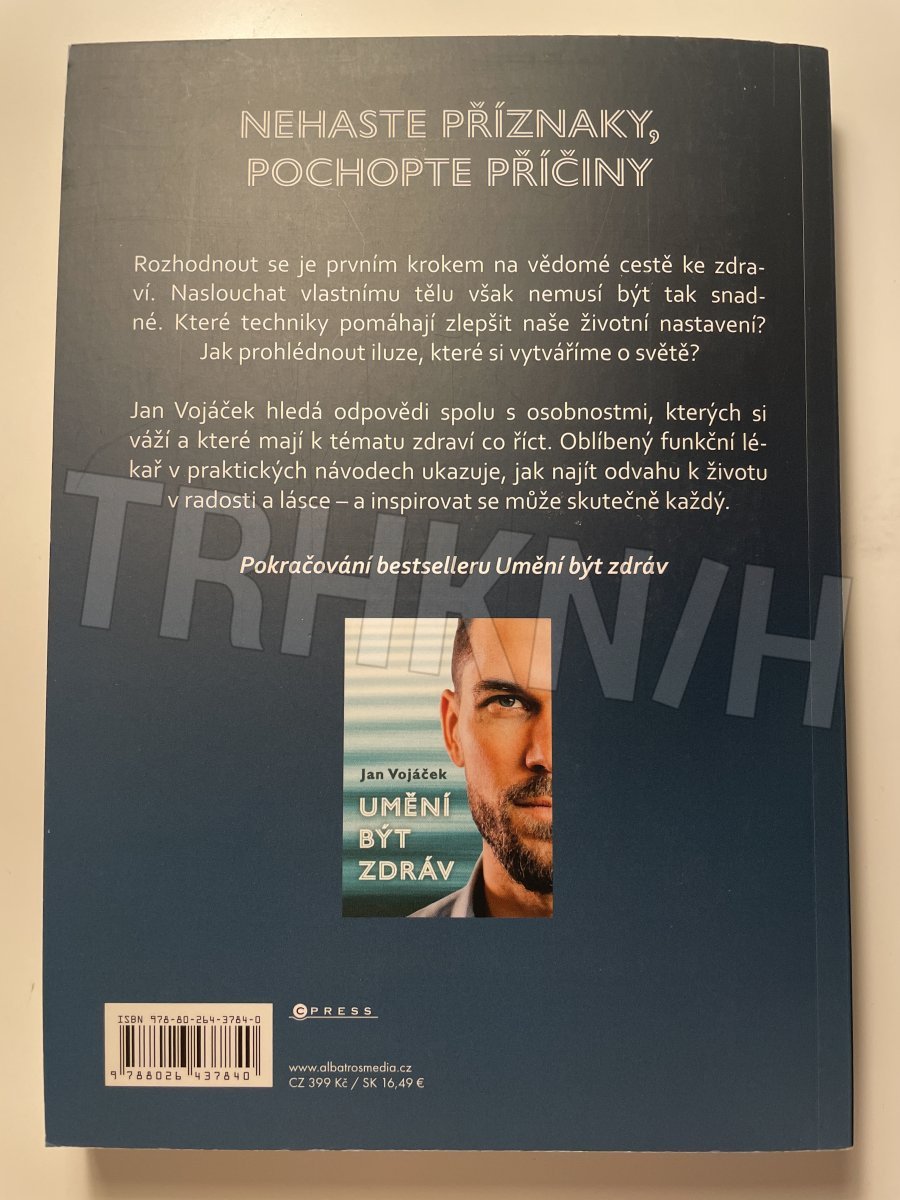 NEHASTE PŘÍZNAKY,
POCHOPTE PŘÍČINY
Rozhodnout se je prvním krokem na vědomé cestě ke zdra-
ví. Naslouchat vlastnímu tělu však nemusí být tak snad-
né. Které techniky pomáhají zlepšit naše životní nastavení?
Jak prohlédnout iluze, které si vytváříme o světě?
Jan Vojáček hledá odpovědi spolu s osobnostmi, kterých si
váží a které mají k tématu zdraví co říct. Oblíbený funkční lé-
kař v praktických návodech ukazuje, jak najít odvahu k životu
v radosti a lásce – a inspirovat se může skutečně každý.
TRHKNIH
Pokračování bestselleru Umění být zdráv
Jan Vojáček
UMĚNÍ
BÝT
ZDRÁV
ISBN 978-80-264-3784-0
9 788026 437840
CPRESS
www.albatrosmedia.cz
CZ 399 Kč / SK 16,49 €